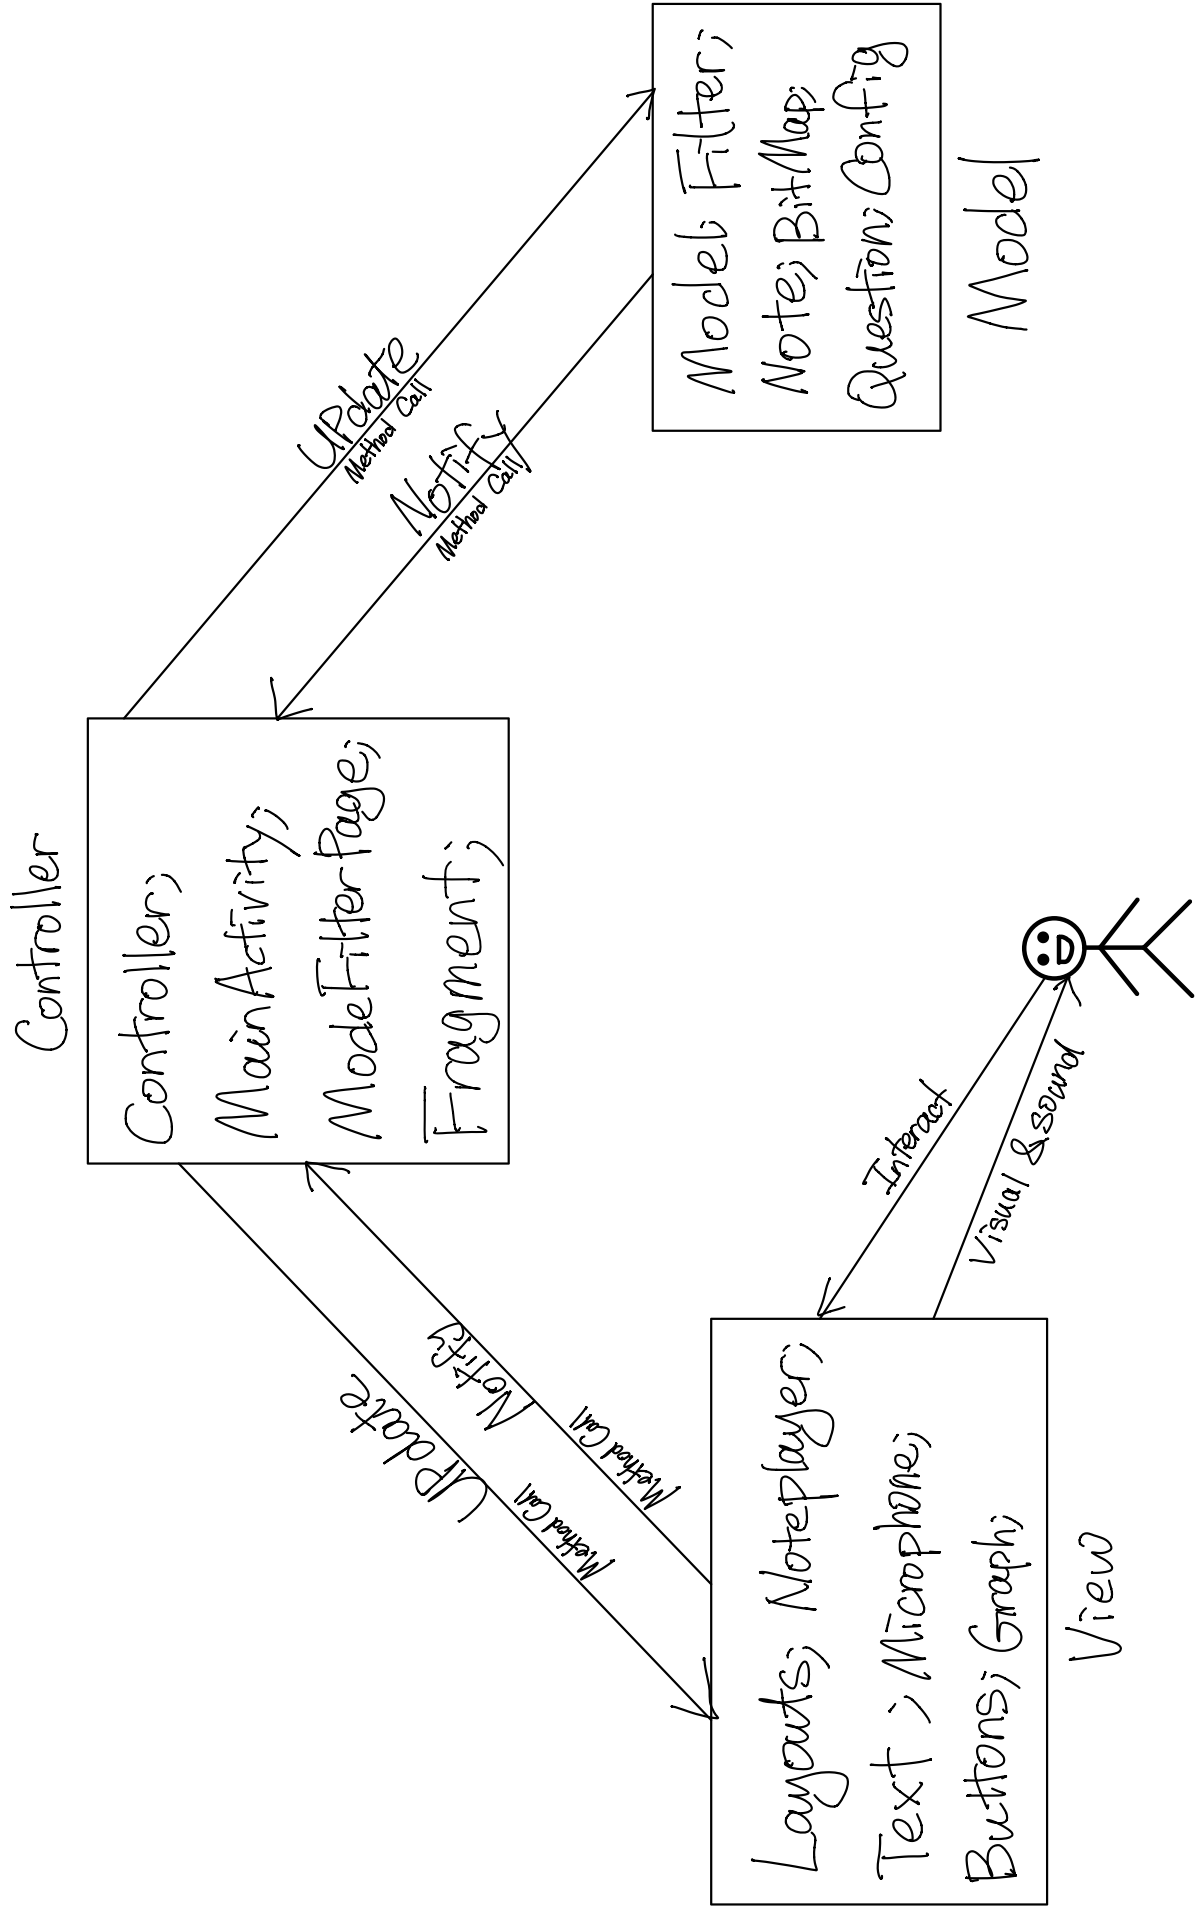 Controller
Controller;
MainActivity;
ModeFilterPage;
Fragment;
UPdate
Method Call
Notify
Method Call
UPdate
Method Call
Notify
Method Call
Layouts; Noteplayer;
Text; Microphone;
Buttons; Graph;
View
Interact
Visual & sound
Model; Filter;
Note; BitMap;
Question; Config
Model